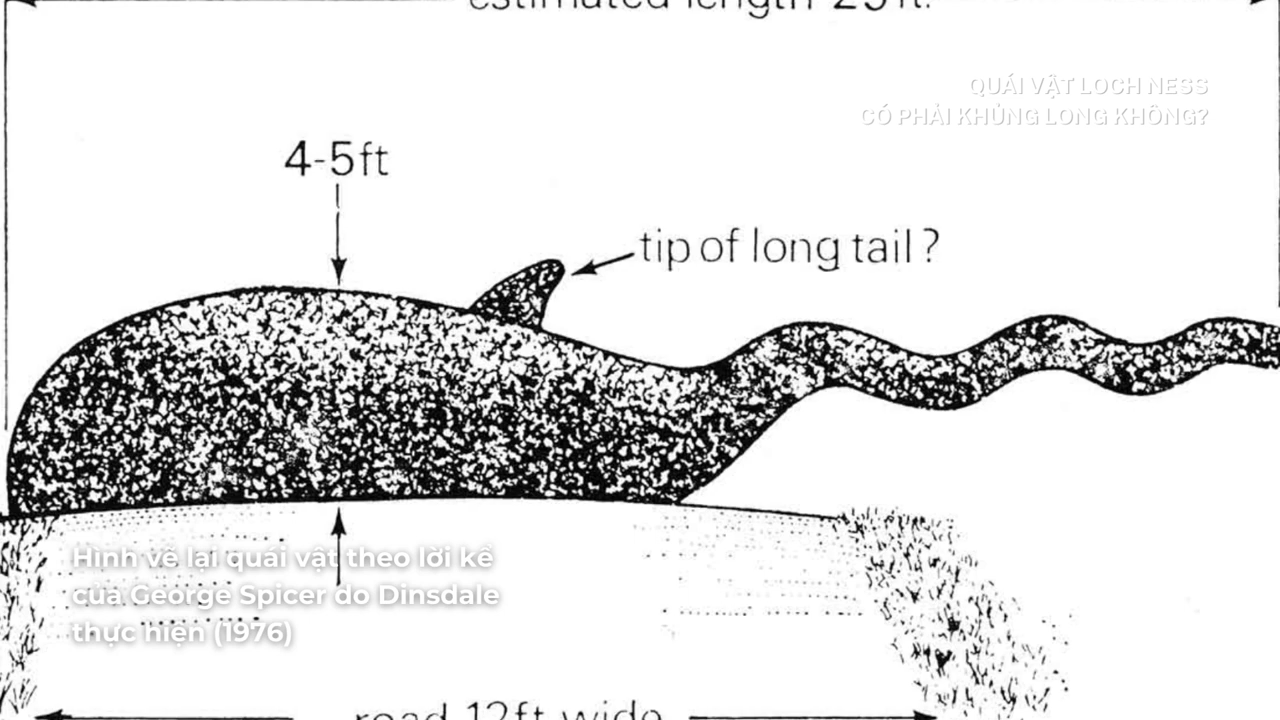 estimated length 25ft.
QUÁI VẬT LOCH NESS
CÓ PHẢI KHỦNG LONG KHÔNG?
4-5ft
tip of long tail?
Hình vẽ lại quái vật theo lời kể
của George Spicer do Dinsdale
thực hiện (1976)
road 12ft wide